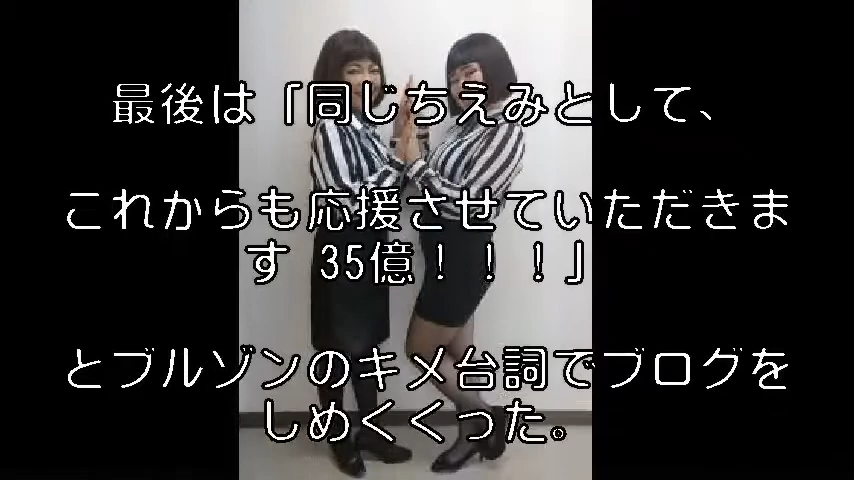 最後は「同じちえみとして、
これからも応援させていただきま
す 35億！！！」
とブルゾンのキメ台詞でブログを
しめくくった。